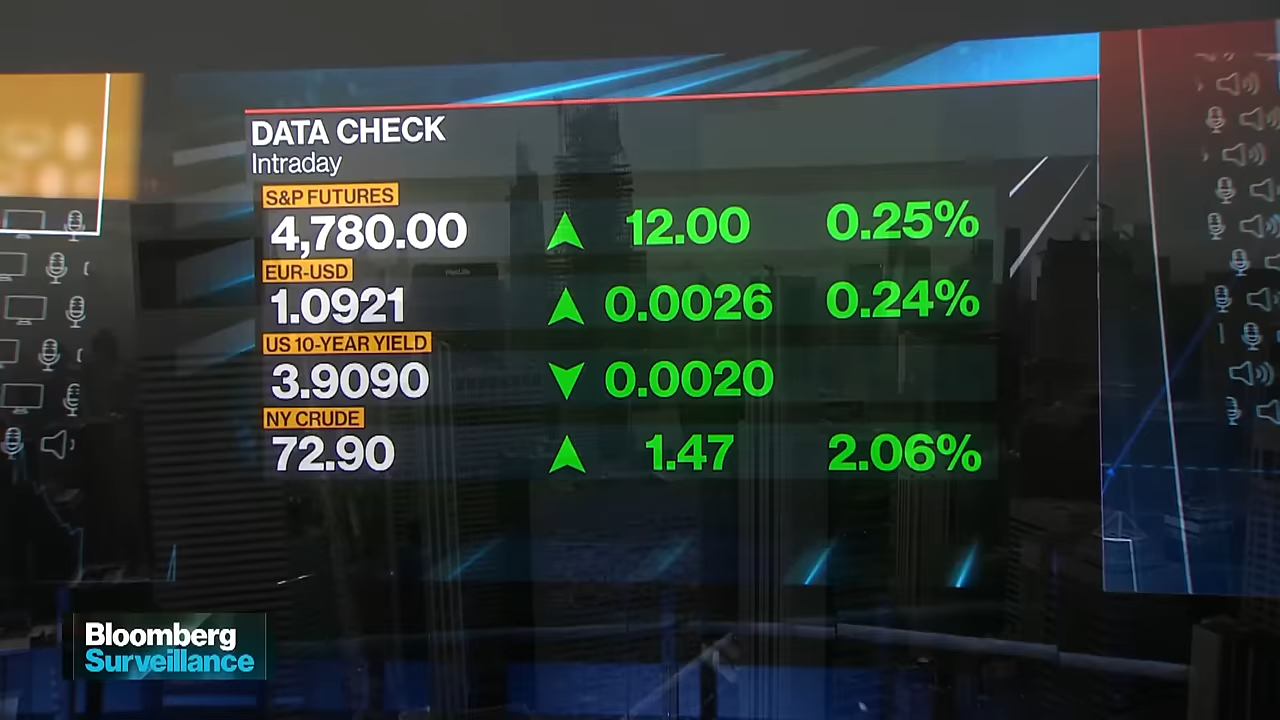 DATA CHECK
Intraday
S&P FUTURES
4,780.00 ▲ 12.00 0.25%
EUR-USD
1.0921 ▲ 0.0026 0.24%
US 10-YEAR YIELD
3.9090 ▼ 0.0020
NY CRUDE
72.90 ▲ 1.47 2.06%
Bloomberg
Surveillance